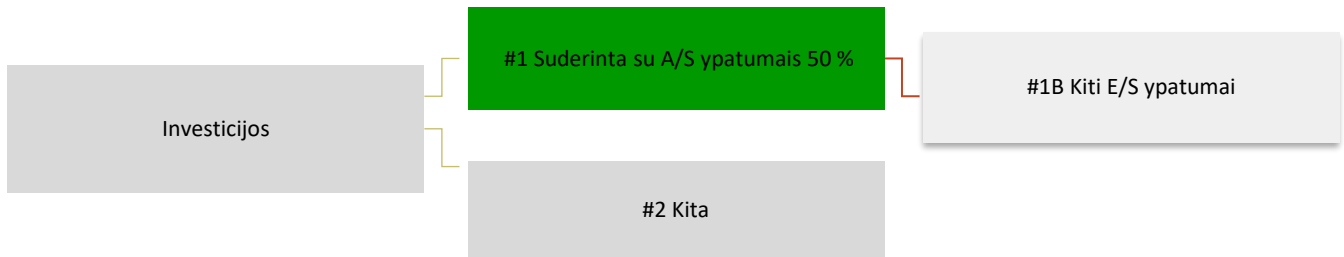 #1 Suderinta su A/S ypatumais 50 %
#1B Kiti E/S ypatumai
Investicijos
#2 Kita